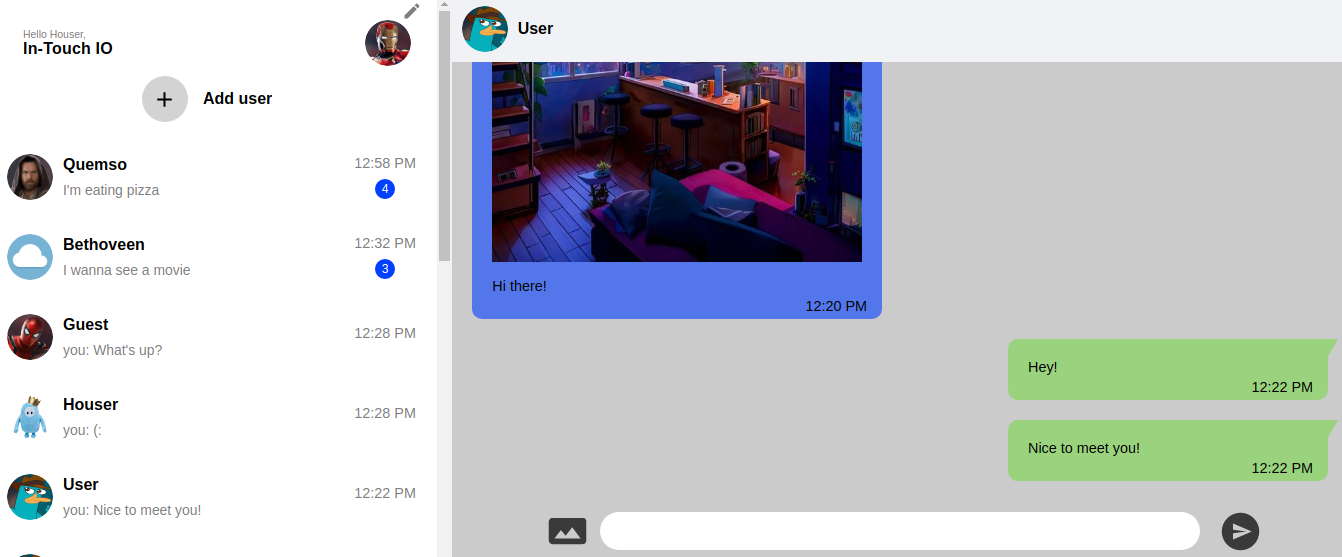 Hello Houser,
In-Touch IO
Add user
Quemso
12:58 PM
I'm eating pizza
4
Bethoveen
12:32 PM
I wanna see a movie
3
Guest
12:28 PM
you: What's up?
Houser
12:28 PM
you: (:
User
12:22 PM
you: Nice to meet you!
User
Hi there!
12:20 PM
Hey!
12:22 PM
Nice to meet you!
12:22 PM